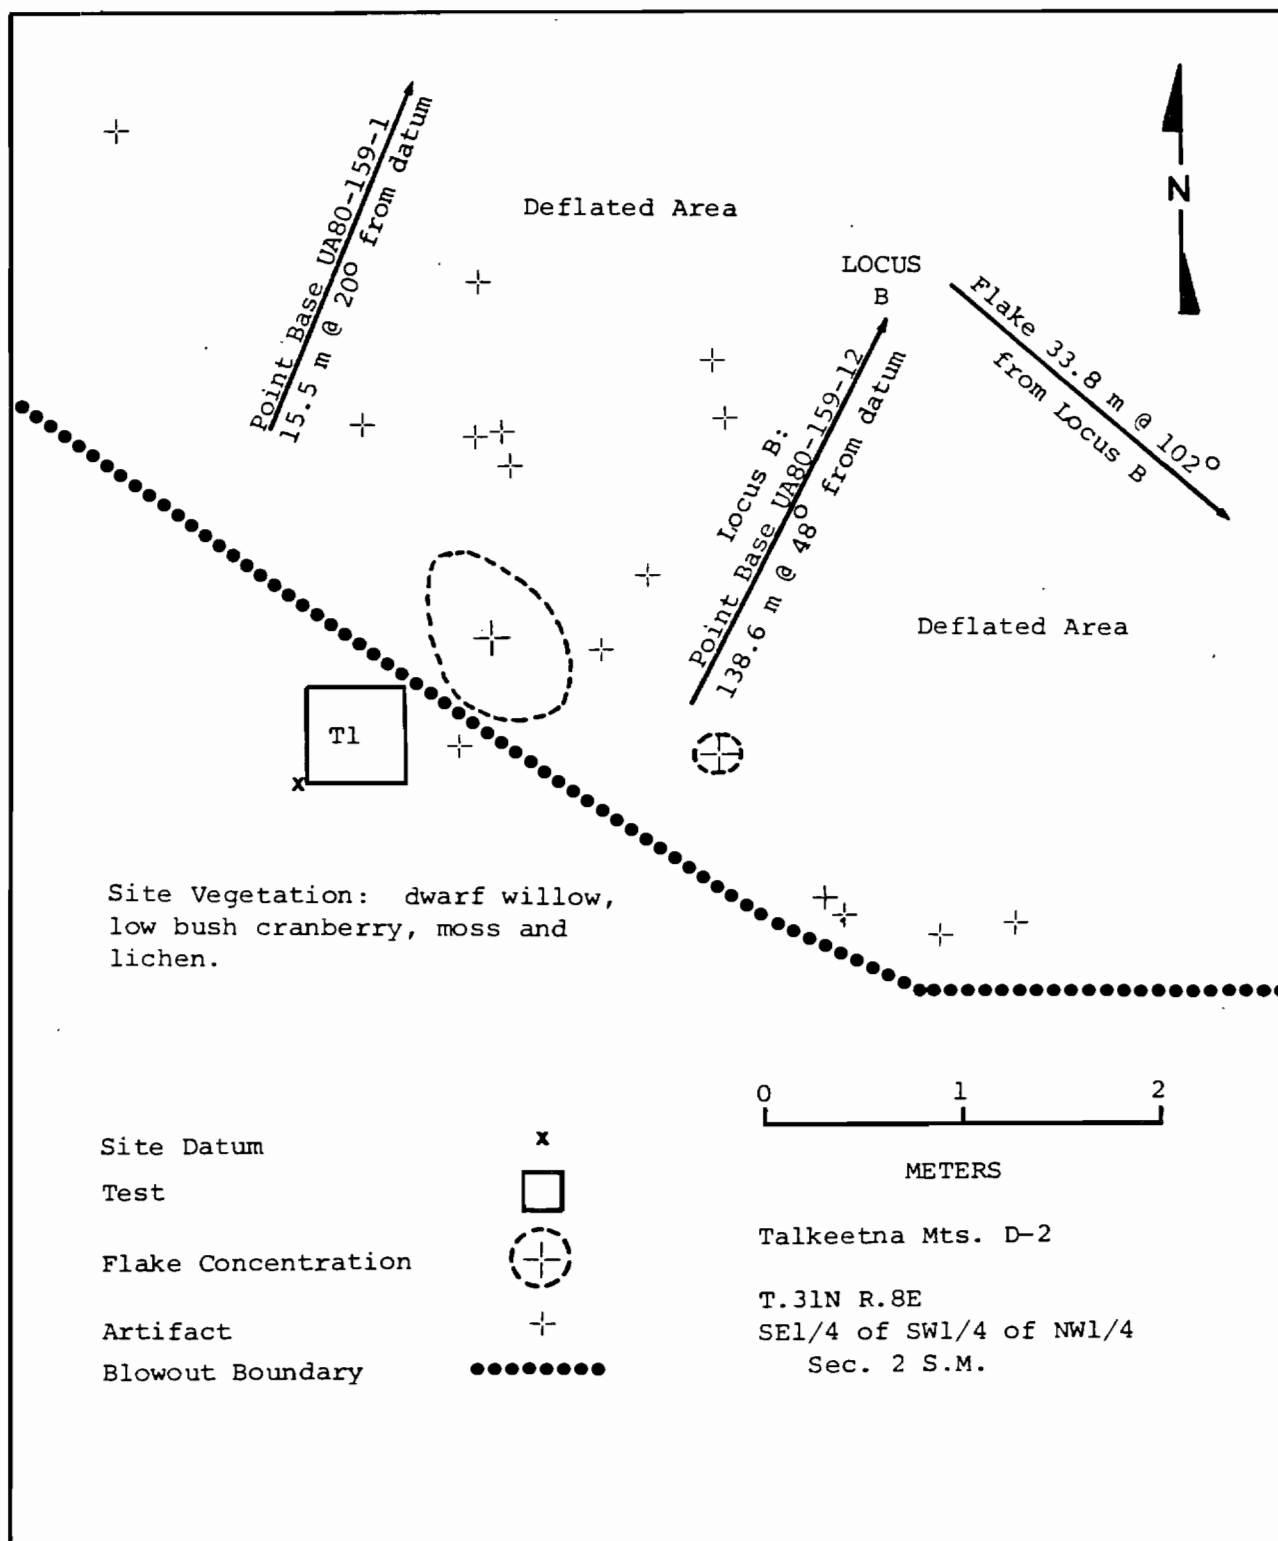 Point Base UA80-159-1
15.5 m @ 20° from datum
Deflated Area
N
LOCUS
B
Flake 33.8 m @ 102°
from Locus B
Locus B:
Point Base UA80-159-12
138.6 m @ 48° from datum
Deflated Area
T1
x
Site Vegetation: dwarf willow,
low bush cranberry, moss and
lichen.
0 1 2
METERS
Site Datum x
Test
Flake Concentration
Artifact
Blowout Boundary
Talkeetna Mts. D-2
T.31N R.8E
SE1/4 of SW1/4 of NW1/4
Sec. 2 S.M.